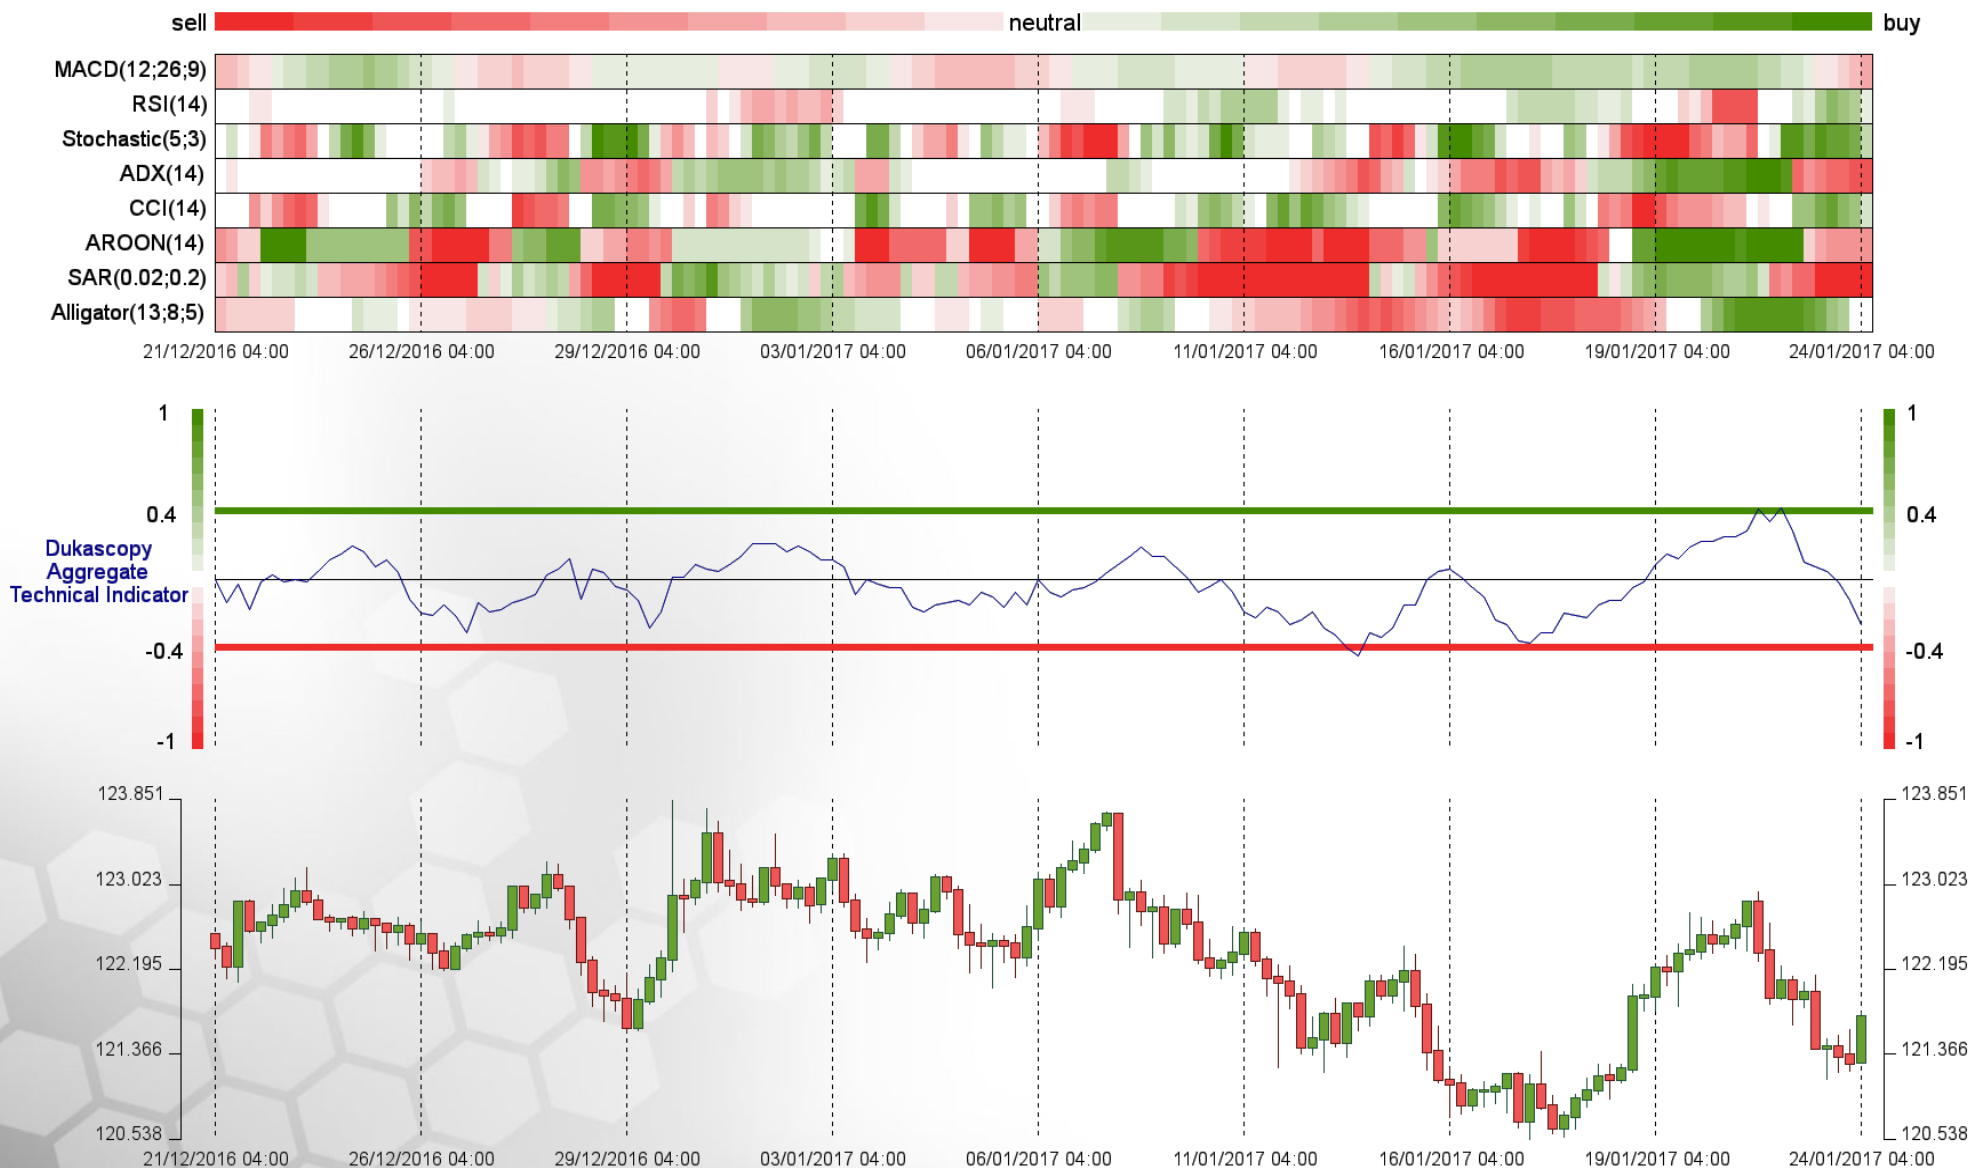 sell neutral buy
MACD(12;26;9)
RSI(14)
Stochastic(5;3)
ADX(14)
CCI(14)
AROON(14)
SAR(0.02;0.2)
Alligator(13;8;5)
21/12/2016 04:00 26/12/2016 04:00 29/12/2016 04:00 03/01/2017 04:00 06/01/2017 04:00 11/01/2017 04:00 16/01/2017 04:00 19/01/2017 04:00 24/01/2017 04:00
1 1
0.4 0.4
Dukascopy
Aggregate
Technical Indicator
-0.4 -0.4
-1 -1
123.851 123.851
123.023 123.023
122.195 122.195
121.366 121.366
120.538 120.538
21/12/2016 04:00 26/12/2016 04:00 29/12/2016 04:00 03/01/2017 04:00 06/01/2017 04:00 11/01/2017 04:00 16/01/2017 04:00 19/01/2017 04:00 24/01/2017 04:00